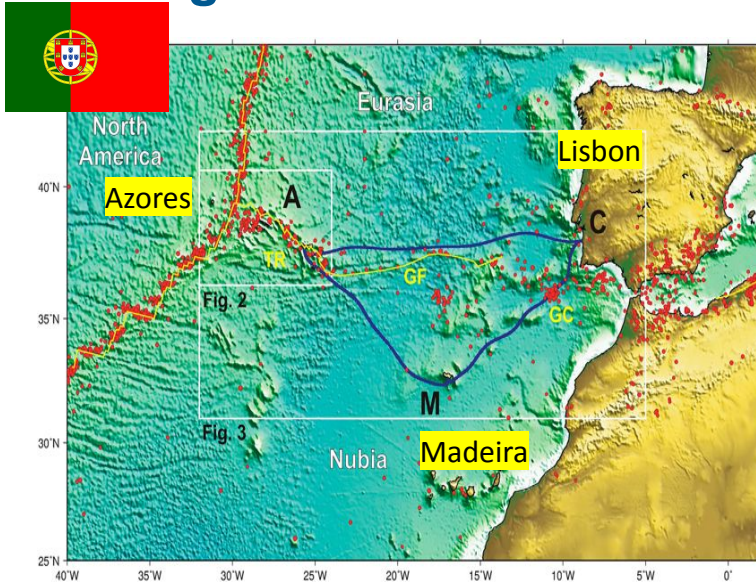 Eurasia
North
America
Lisbon
Azores
40°N
A
C
TR
GF
Fig. 2
35°N
GC
M
Fig. 3
30°N
Nubia
Madeira
25°N
40°W
35°W
30°W
25°W
20°W
15°W
10°W
5°W
0°